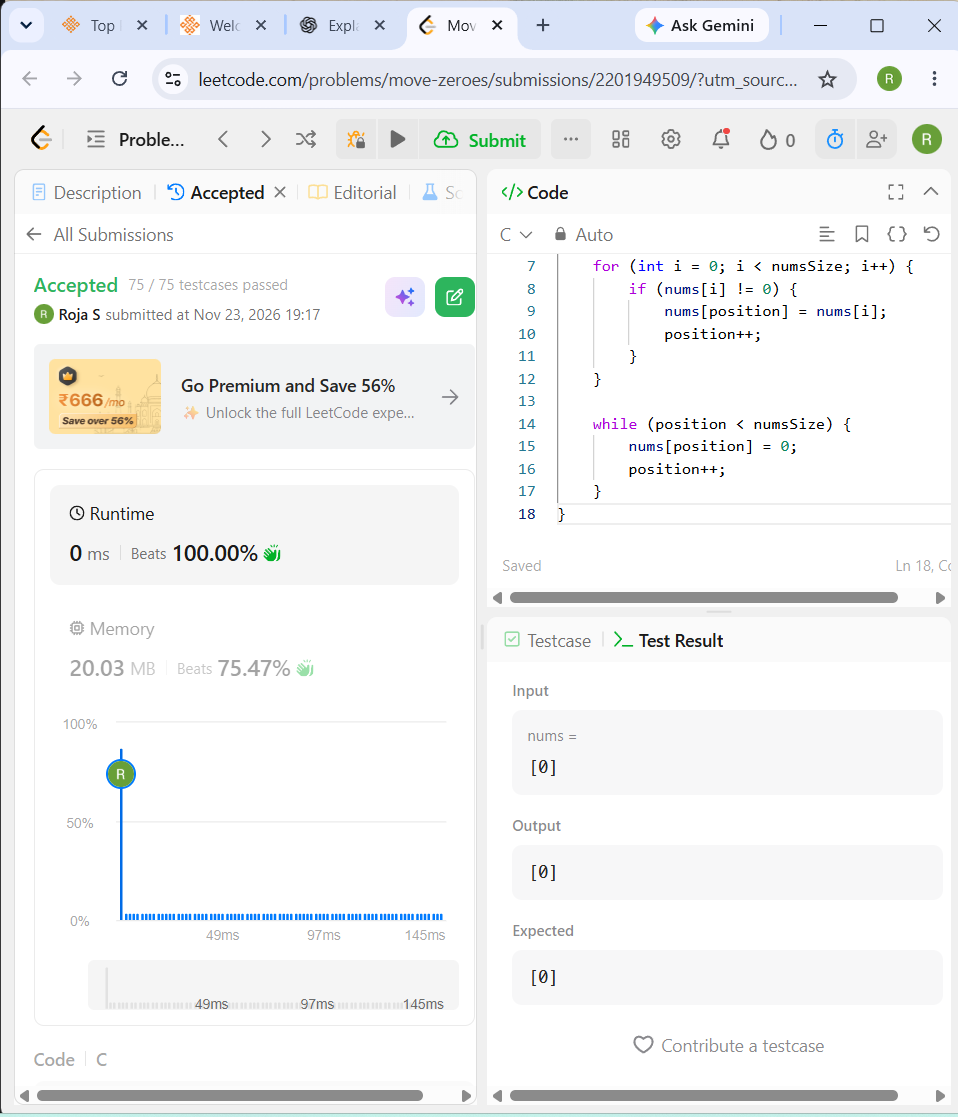 Top
Welc
Expla
Mov
Ask Gemini
leetcode.com/problems/move-zeroes/submissions/2201949509/?utm_sourc...
R
Proble...
Submit
0
R
Description
Accepted
Editorial
So
All Submissions
Accepted 75 / 75 testcases passed
R Roja S submitted at Nov 23, 2026 19:17
₹666/mo
Save over 56%
Go Premium and Save 56%
✨ Unlock the full LeetCode expe...
Runtime
0 ms Beats 100.00%
Memory
20.03 MB Beats 75.47%
100%
R
50%
0%
49ms 97ms 145ms
49ms 97ms 145ms
Code C
</> Code
C Auto
7 for (int i = 0; i < numsSize; i++) {
8 if (nums[i] != 0) {
9 nums[position] = nums[i];
10 position++;
11 }
12 }
13
14 while (position < numsSize) {
15 nums[position] = 0;
16 position++;
17 }
18 }
Saved Ln 18, Co
Testcase
Test Result
Input
nums =
[0]
Output
[0]
Expected
[0]
Contribute a testcase